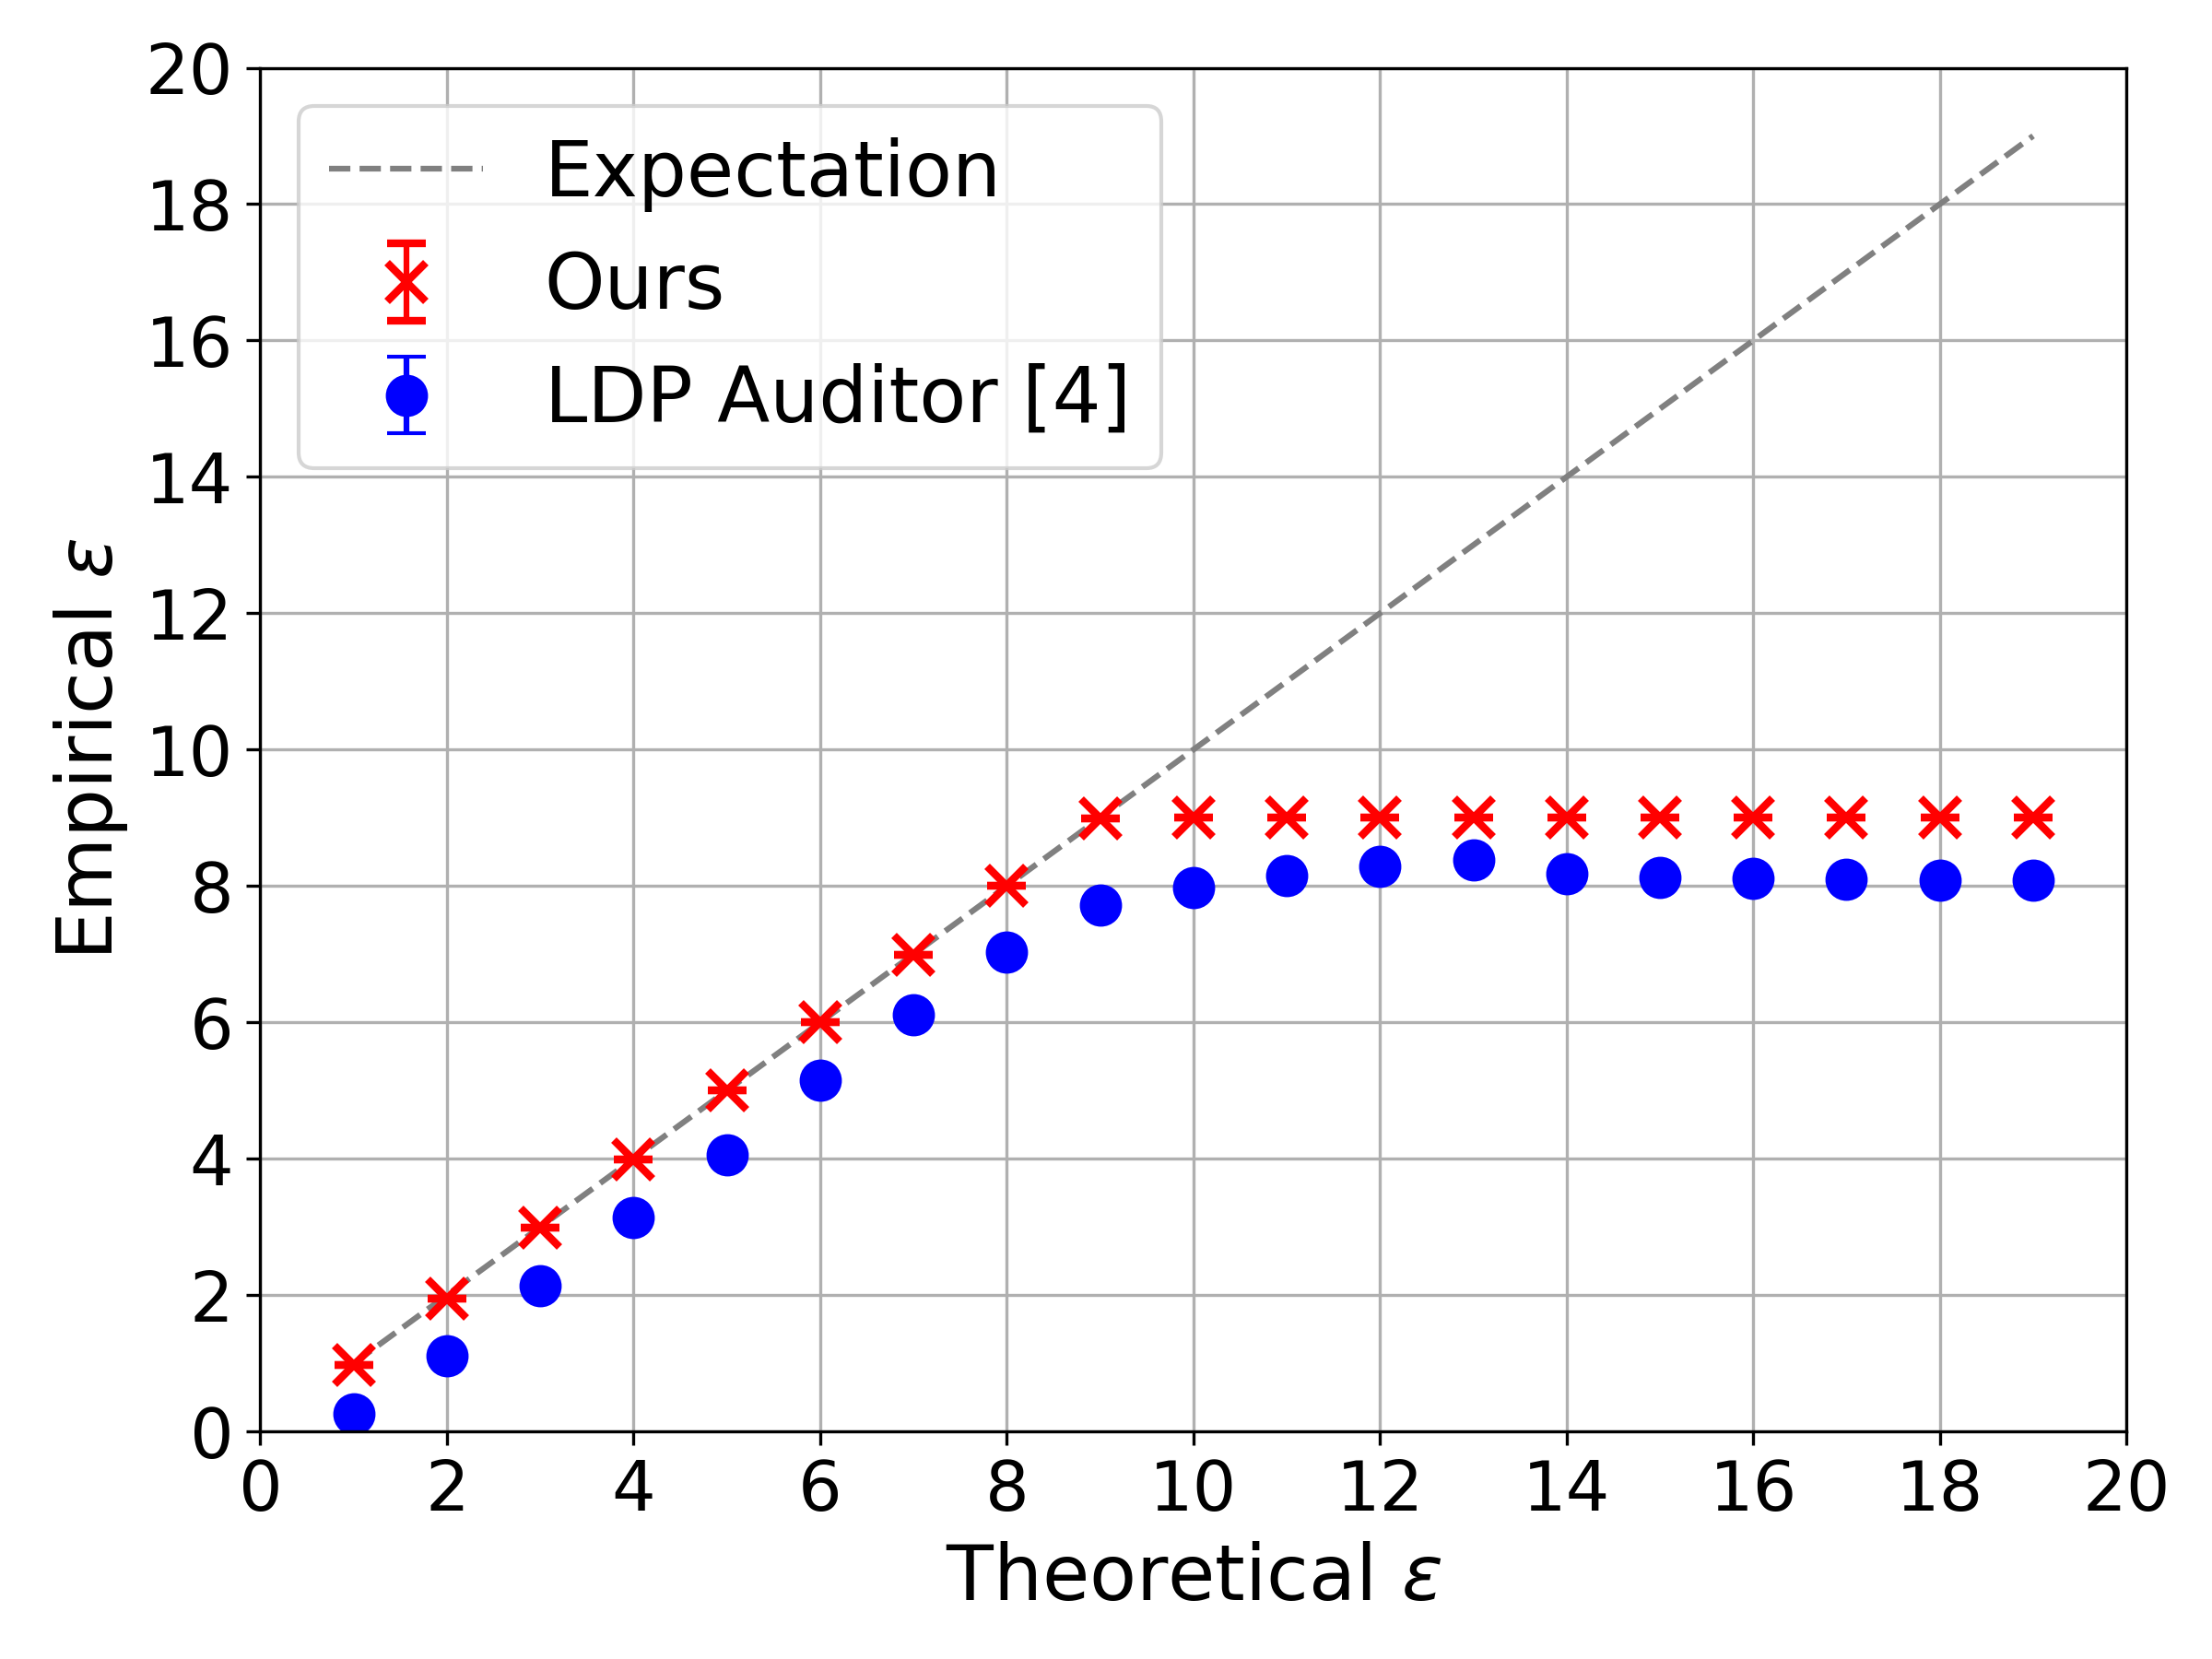 20
18
16
14
12
10
8
6
4
2
0
Empirical ε
Expectation
Ours
LDP Auditor [4]
0 2 4 6 8 10 12 14 16 18 20
Theoretical ε